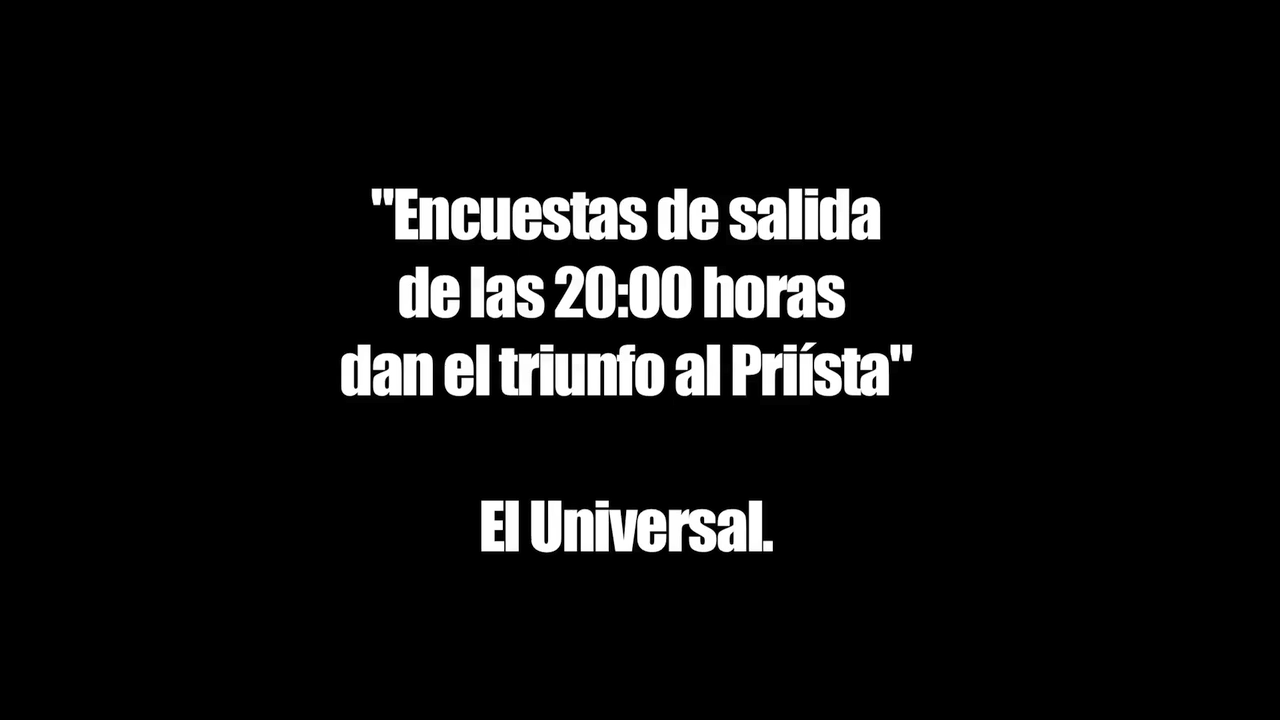 "Encuestas de salida
de las 20:00 horas
dan el triunfo al Priísta"
El Universal.